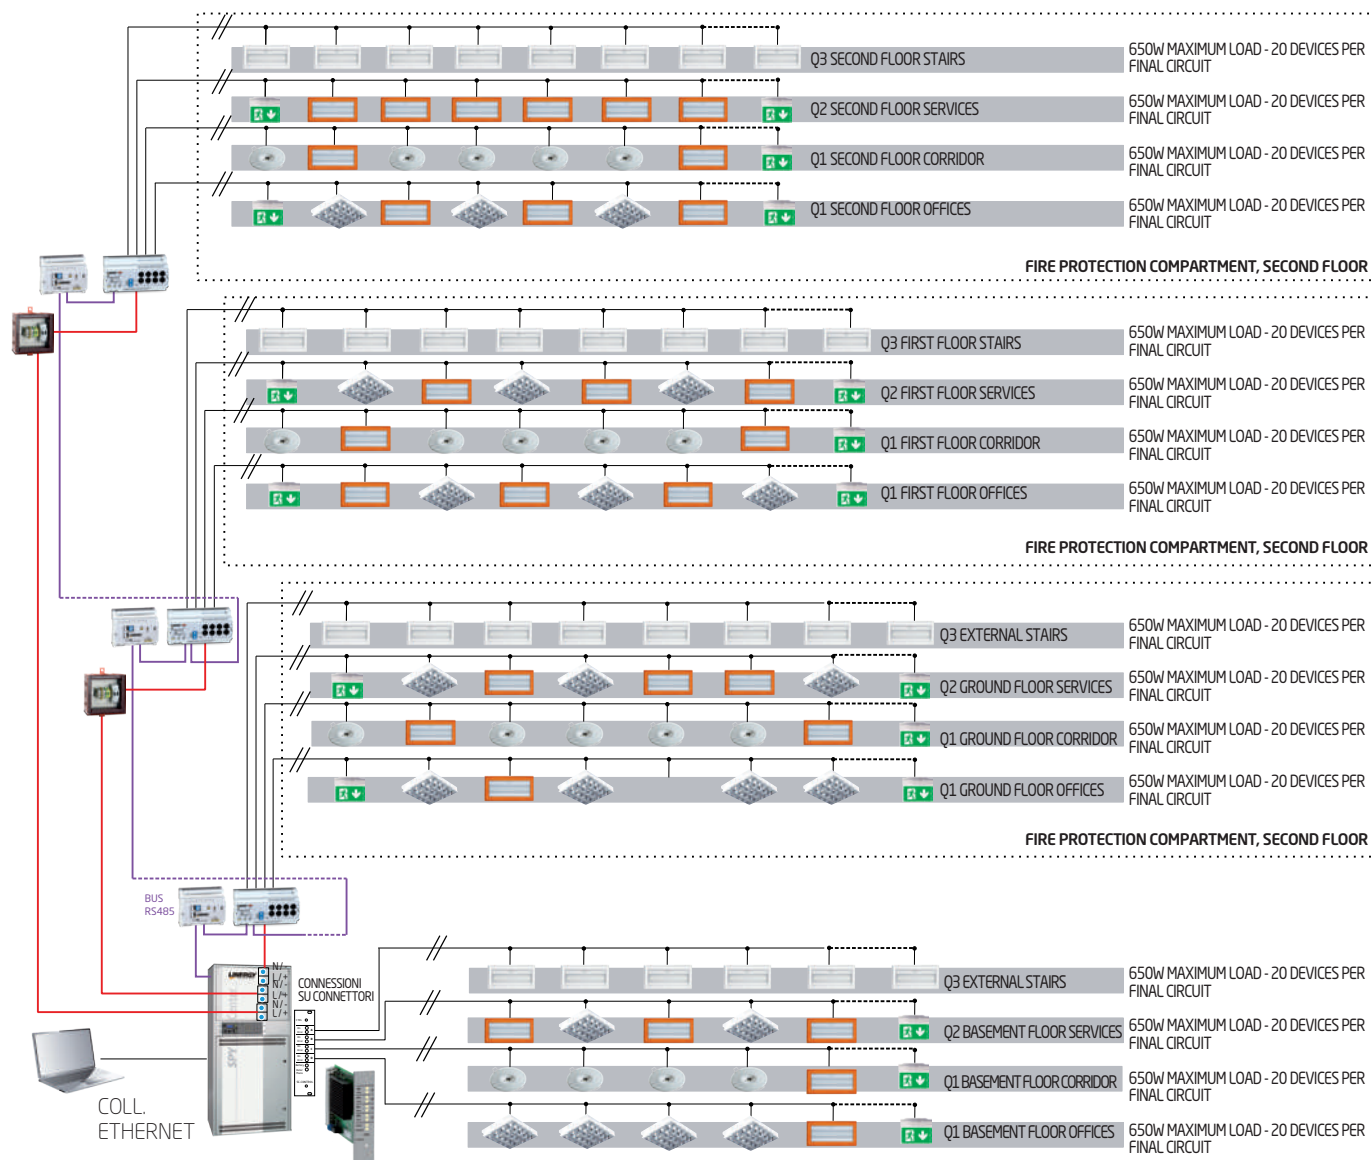 Q3 SECOND FLOOR STAIRS
650W MAXIMUM LOAD - 20 DEVICES PER
FINAL CIRCUIT
Q2 SECOND FLOOR SERVICES
650W MAXIMUM LOAD - 20 DEVICES PER
FINAL CIRCUIT
Q1 SECOND FLOOR CORRIDOR
650W MAXIMUM LOAD - 20 DEVICES PER
FINAL CIRCUIT
Q1 SECOND FLOOR OFFICES
650W MAXIMUM LOAD - 20 DEVICES PER
FINAL CIRCUIT
FIRE PROTECTION COMPARTMENT, SECOND FLOOR
Q3 FIRST FLOOR STAIRS
650W MAXIMUM LOAD - 20 DEVICES PER
FINAL CIRCUIT
Q2 FIRST FLOOR SERVICES
650W MAXIMUM LOAD - 20 DEVICES PER
FINAL CIRCUIT
Q1 FIRST FLOOR CORRIDOR
650W MAXIMUM LOAD - 20 DEVICES PER
FINAL CIRCUIT
Q1 FIRST FLOOR OFFICES
650W MAXIMUM LOAD - 20 DEVICES PER
FINAL CIRCUIT
FIRE PROTECTION COMPARTMENT, SECOND FLOOR
Q3 EXTERNAL STAIRS
650W MAXIMUM LOAD - 20 DEVICES PER
FINAL CIRCUIT
Q2 GROUND FLOOR SERVICES
650W MAXIMUM LOAD - 20 DEVICES PER
FINAL CIRCUIT
Q1 GROUND FLOOR CORRIDOR
650W MAXIMUM LOAD - 20 DEVICES PER
FINAL CIRCUIT
Q1 GROUND FLOOR OFFICES
650W MAXIMUM LOAD - 20 DEVICES PER
FINAL CIRCUIT
FIRE PROTECTION COMPARTMENT, SECOND FLOOR
BUS
RS485
LINERGY
N/-
L/+
N/-
L/+
N/-
L/+
CONNESSIONI
SU CONNETTORI
SPY
COLL.
ETHERNET
Q3 EXTERNAL STAIRS
650W MAXIMUM LOAD - 20 DEVICES PER
FINAL CIRCUIT
Q2 BASEMENT FLOOR SERVICES
650W MAXIMUM LOAD - 20 DEVICES PER
FINAL CIRCUIT
Q1 BASEMENT FLOOR CORRIDOR
650W MAXIMUM LOAD - 20 DEVICES PER
FINAL CIRCUIT
Q1 BASEMENT FLOOR OFFICES
650W MAXIMUM LOAD - 20 DEVICES PER
FINAL CIRCUIT